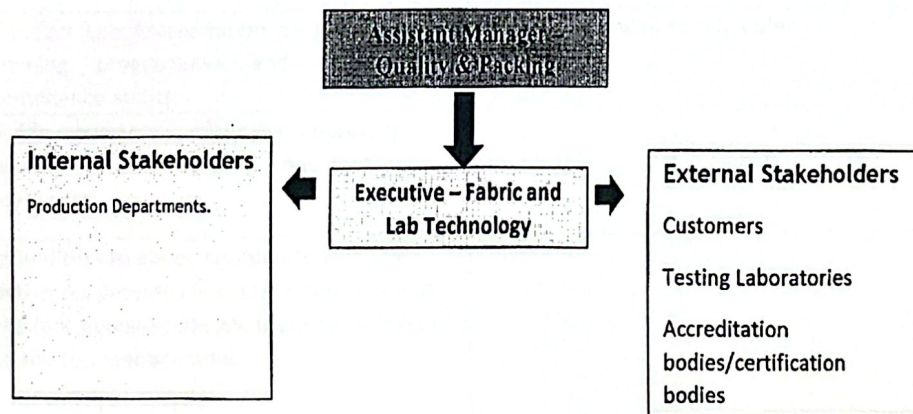 Assistant Manager –
Quality & Packing
Internal Stakeholders
Production Departments.
Executive – Fabric and
Lab Technology
External Stakeholders
Customers
Testing Laboratories
Accreditation
bodies/certification
bodies